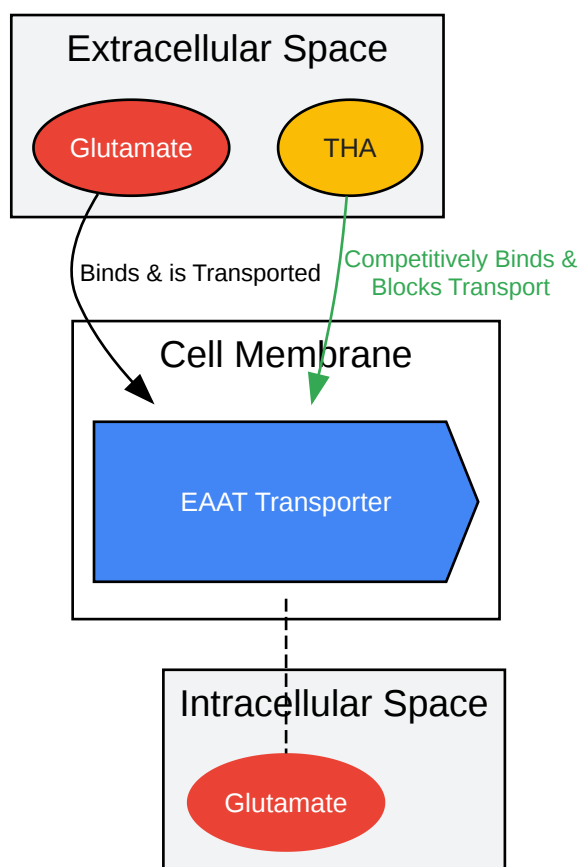 Extracellular Space
Glutamate
THA
Binds & is Transported
Competitively Binds &
Blocks Transport
Cell Membrane
EAAT Transporter
Intracellular Space
Glutamate